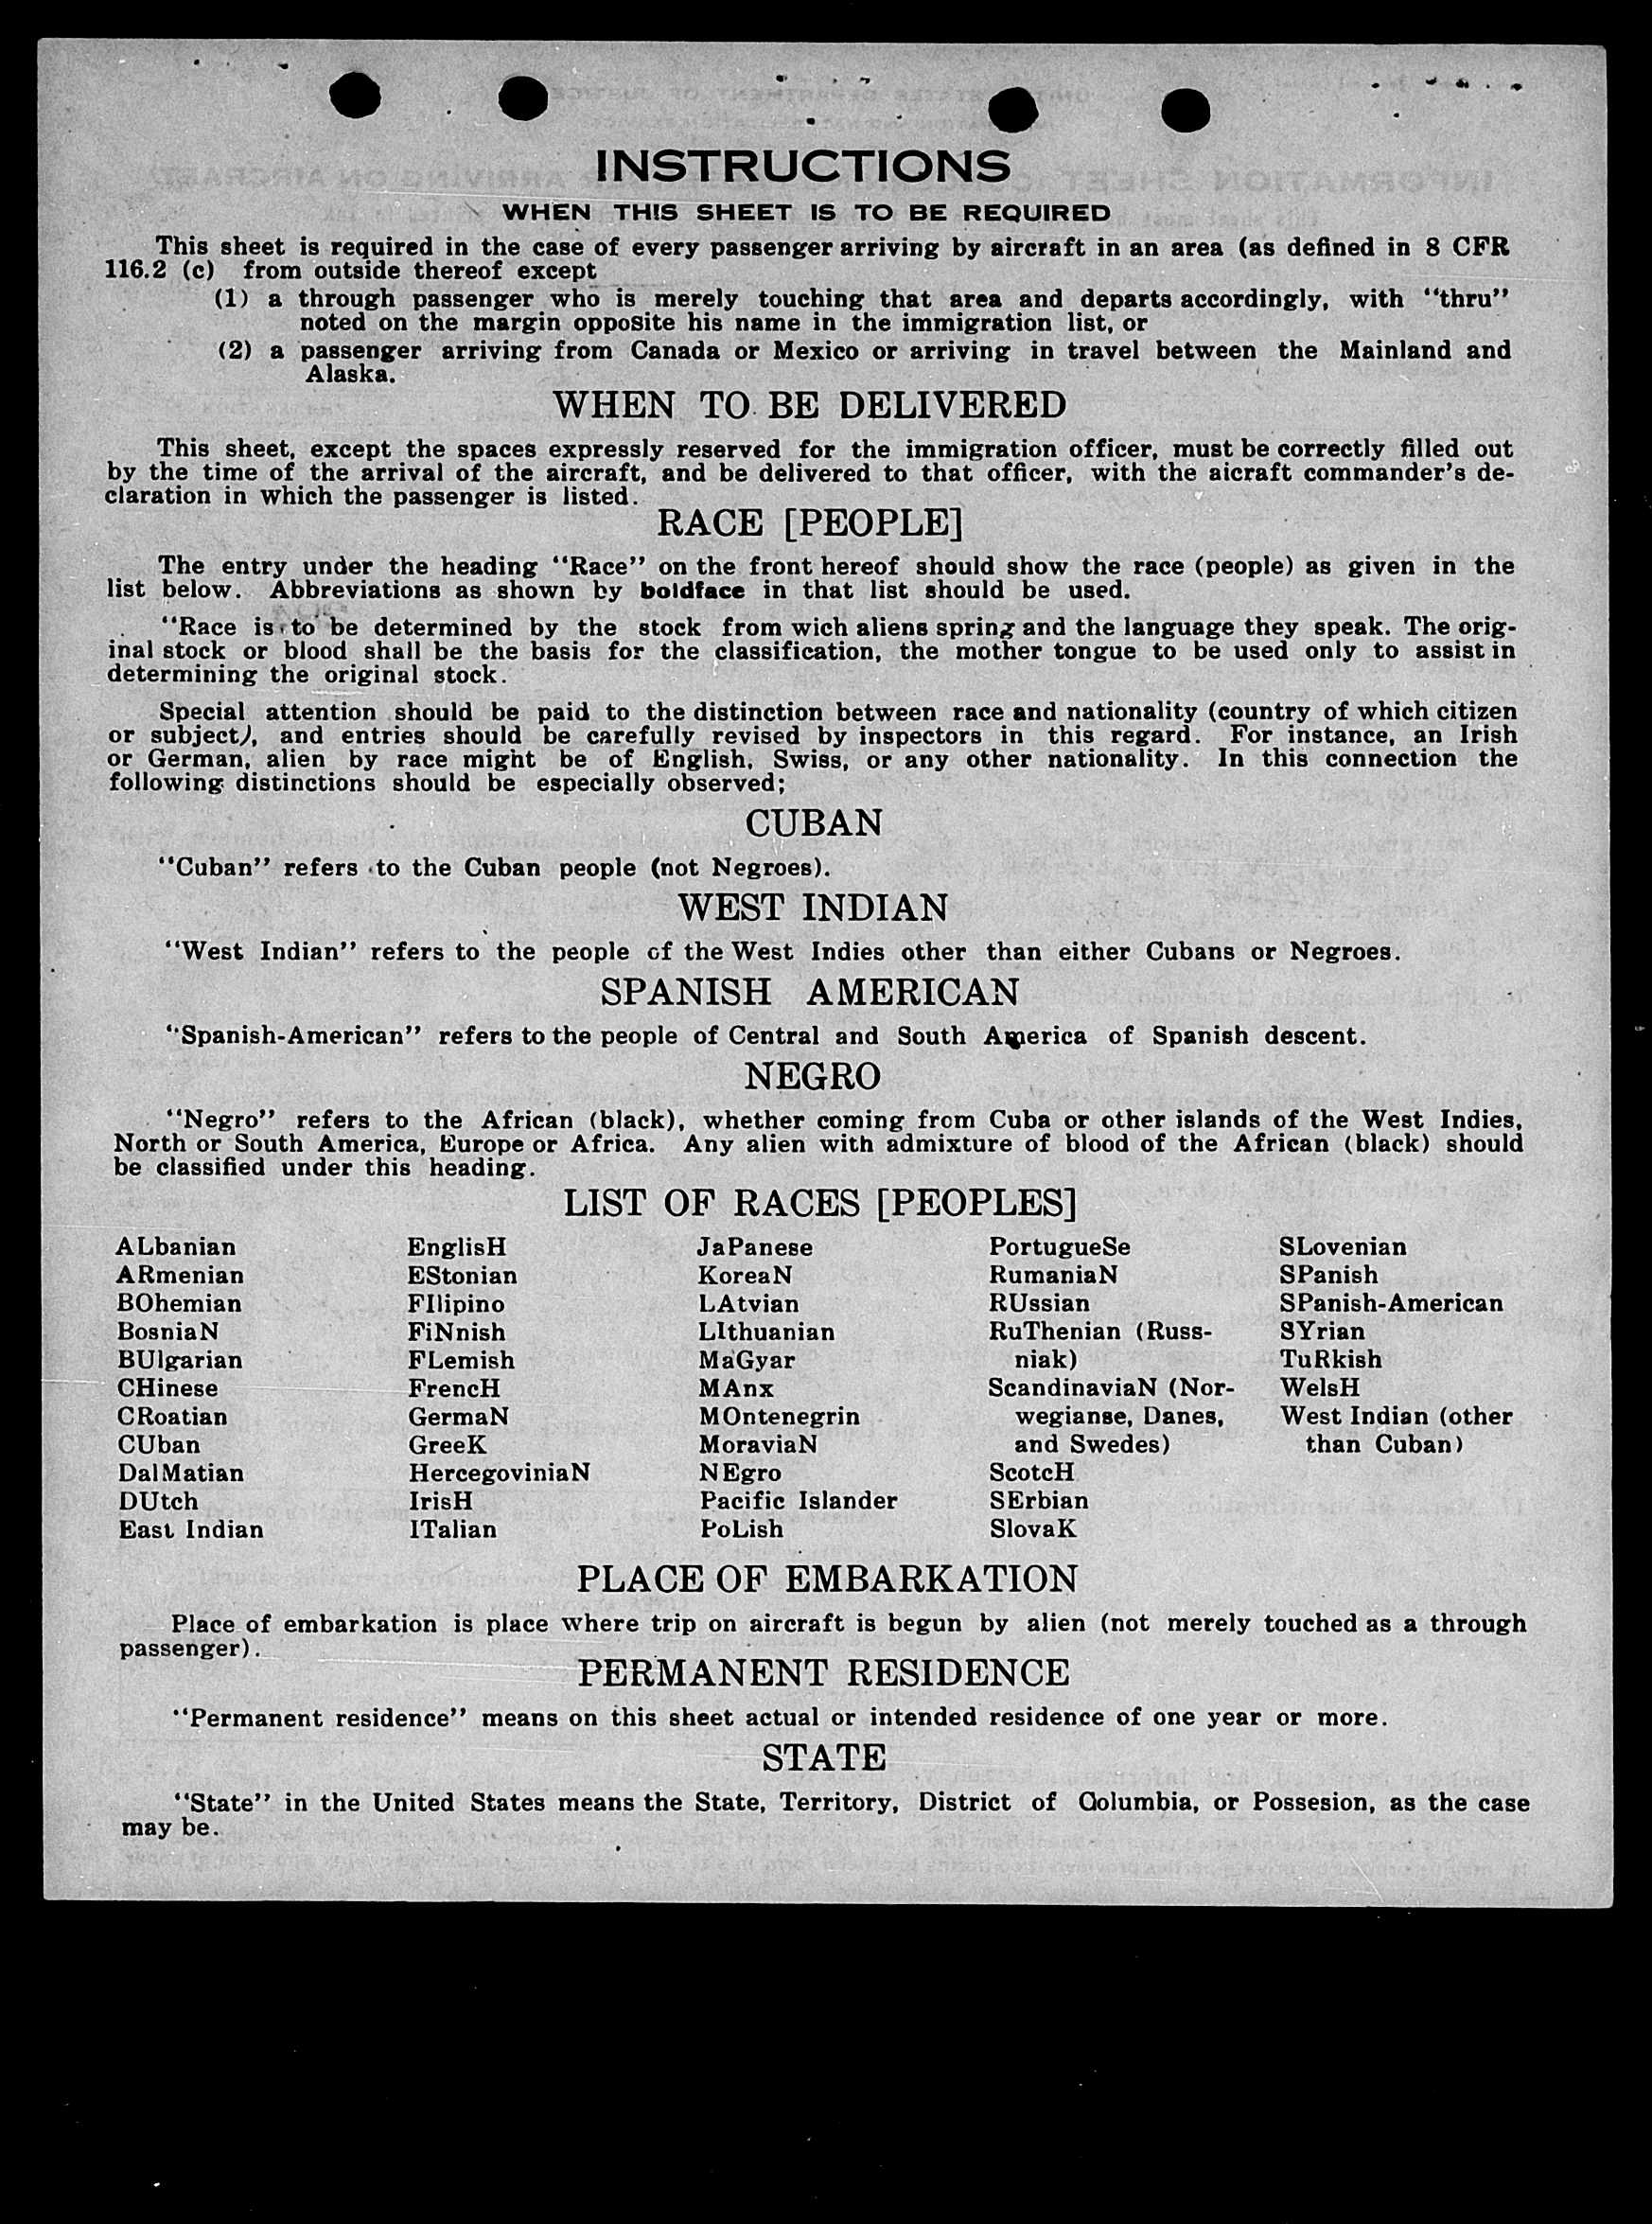 INSTRUCTIONS
WHEN THIS SHEET IS TO BE REQUIRED
This sheet is required in the case of every passenger arriving by aircraft in an area (as defined in 8 CFR
116.2 (c) from outside thereof except
(1) a through passenger who is merely touching that area and departs accordingly, with "thru"
noted on the margin opposite his name in the immigration list, or
(2) a passenger arriving from Canada or Mexico or arriving in travel between the Mainland and
Alaska.
WHEN TO BE DELIVERED
This sheet, except the spaces expressly reserved for the immigration officer, must be correctly filled out
by the time of the arrival of the aircraft, and be delivered to that officer, with the aicraft commander's de-
claration in which the passenger is listed.
RACE [PEOPLE]
The entry under the heading "Race" on the front hereof should show the race (people) as given in the
list below. Abbreviations as shown by boldface in that list should be used.
"Race is to be determined by the stock from wich aliens spring and the language they speak. The orig-
inal stock or blood shall be the basis for the classification, the mother tongue to be used only to assist in
determining the original stock.
Special attention should be paid to the distinction between race and nationality (country of which citizen
or subject), and entries should be carefully revised by inspectors in this regard. For instance, an Irish
or German, alien by race might be of English, Swiss, or any other nationality. In this connection the
following distinctions should be especially observed;
CUBAN
"Cuban" refers to the Cuban people (not Negroes).
WEST INDIAN
"West Indian" refers to the people of the West Indies other than either Cubans or Negroes.
SPANISH AMERICAN
"Spanish-American" refers to the people of Central and South America of Spanish descent.
NEGRO
"Negro" refers to the African (black), whether coming from Cuba or other islands of the West Indies,
North or South America, Europe or Africa. Any alien with admixture of blood of the African (black) should
be classified under this heading.
LIST OF RACES [PEOPLES]
ALbanian
ARmenian
BOhemian
BosniaN
BUlgarian
CHinese
CRoatian
CUban
DalMatian
DUtch
East Indian
EnglisH
EStonian
FIlipino
FiNnish
FLemish
FrencH
GermaN
GreeK
HercegoviniaN
IrisH
ITalian
JaPanese
KoreaN
LAtvian
LIthuanian
MaGyar
MAnx
MOntenegrin
MoraviaN
NEgro
Pacific Islander
PoLish
PortugueSe
RumaniaN
RUssian
RuThenian (Russ-
niak)
ScandinaviaN (Nor-
wegianse, Danes,
and Swedes)
ScotcH
SErbian
SlovaK
SLovenian
SPanish
SPanish-American
SYrian
TuRkish
WelsH
West Indian (other
than Cuban)
PLACE OF EMBARKATION
Place of embarkation is place where trip on aircraft is begun by alien (not merely touched as a through
passenger).
PERMANENT RESIDENCE
"Permanent residence" means on this sheet actual or intended residence of one year or more.
STATE
"State" in the United States means the State, Territory, District of Qolumbia, or Possesion, as the case
may be.